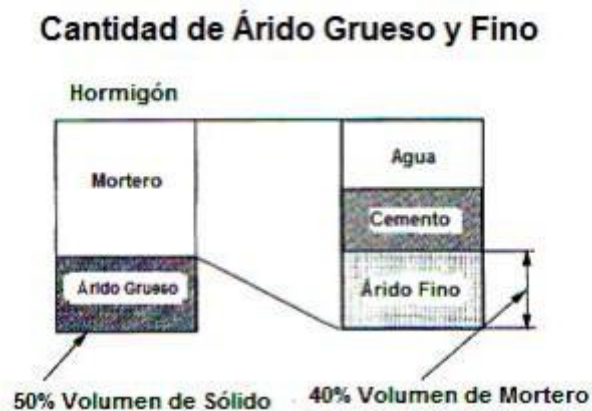 Cantidad de Árido Grueso y Fino
Hormigón
Mortero
Árido Grueso
Agua
Cemento
Árido Fino
50% Volumen de Sólido
40% Volumen de Mortero